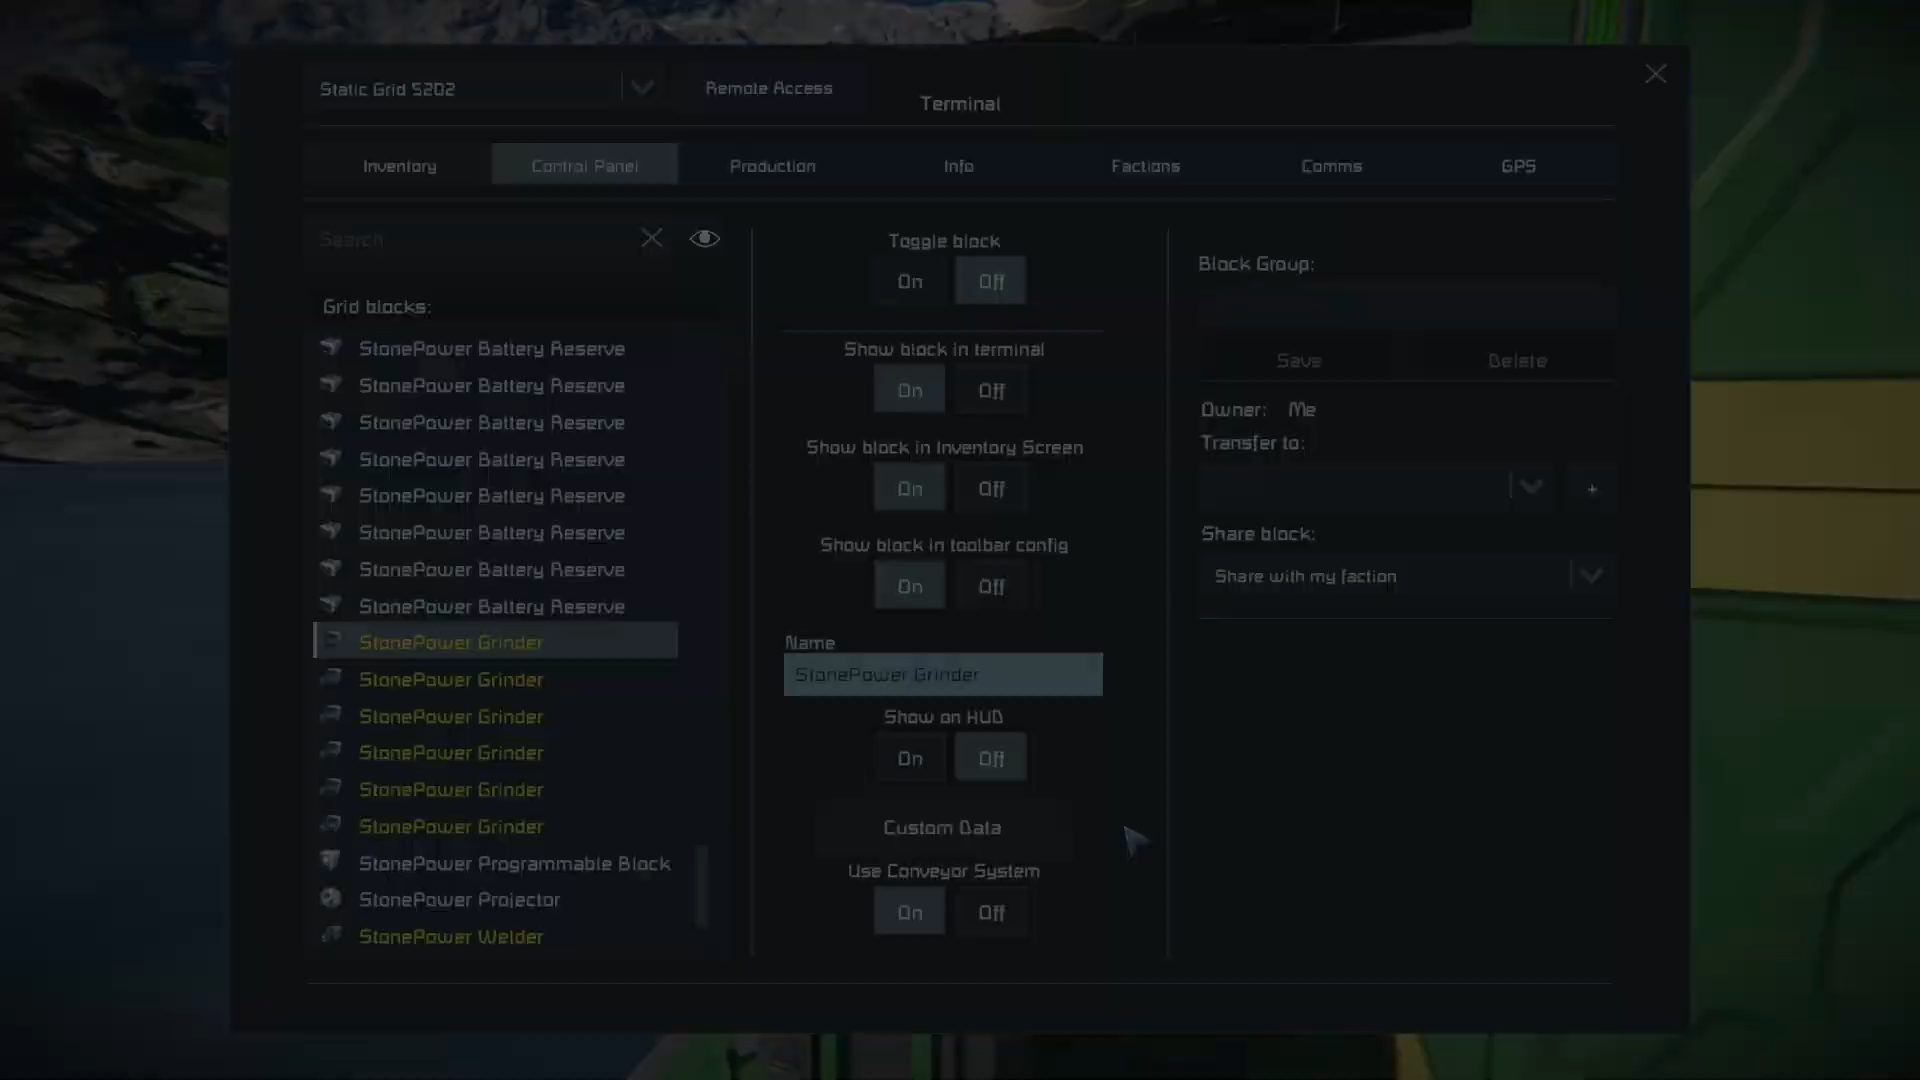 Static Grid 5202
Remote Access
Terminal
Inventory
Control Panel
Production
Info
Factions
Comms
GPS
Search
Grid blocks:
StonePower Battery Reserve
StonePower Battery Reserve
StonePower Battery Reserve
StonePower Battery Reserve
StonePower Battery Reserve
StonePower Battery Reserve
StonePower Battery Reserve
StonePower Battery Reserve
StonePower Grinder
StonePower Grinder
StonePower Grinder
StonePower Grinder
StonePower Grinder
StonePower Grinder
StonePower Programmable Block
StonePower Projector
StonePower Welder
Toggle block
On Off
Show block in terminal
On Off
Show block in Inventory Screen
On Off
Show block in toolbar config
On Off
Name
StonePower Grinder
Show on HUD
On Off
Custom Data
Use Conveyor System
On Off
Block Group:
Save
Delete
Owner: Me
Transfer to:
+
Share block:
Share with my faction